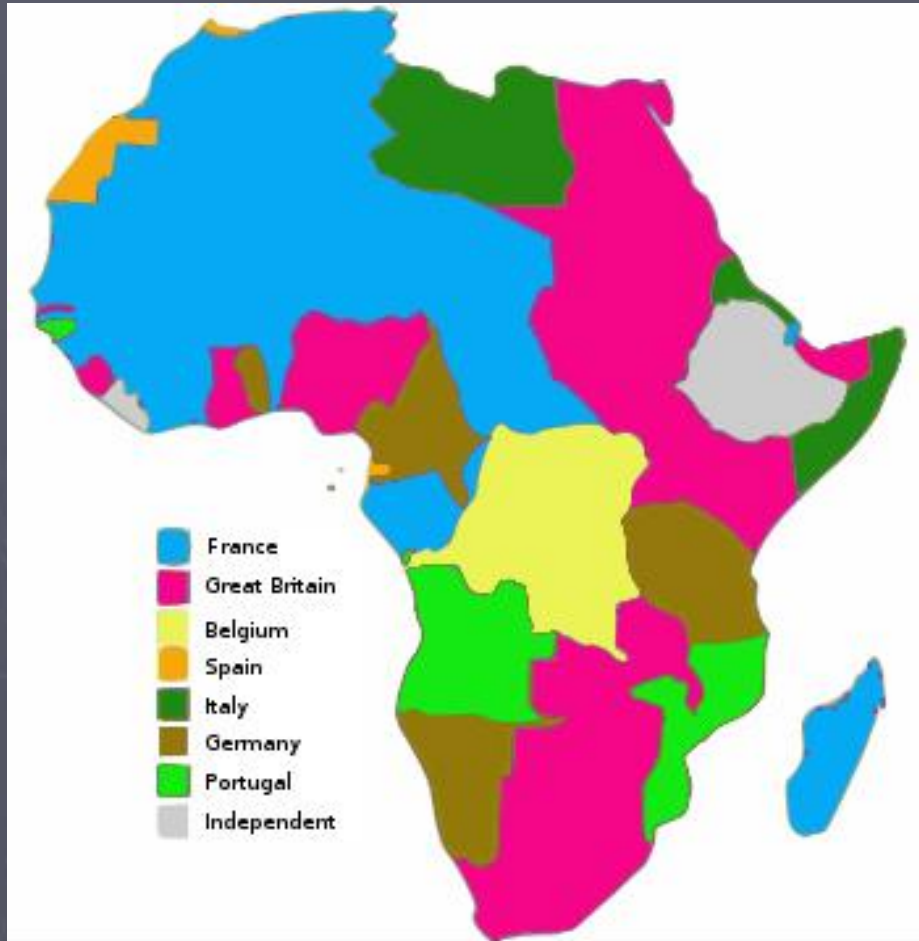 France
Great Britain
Belgium
Spain
Italy
Germany
Portugal
Independent